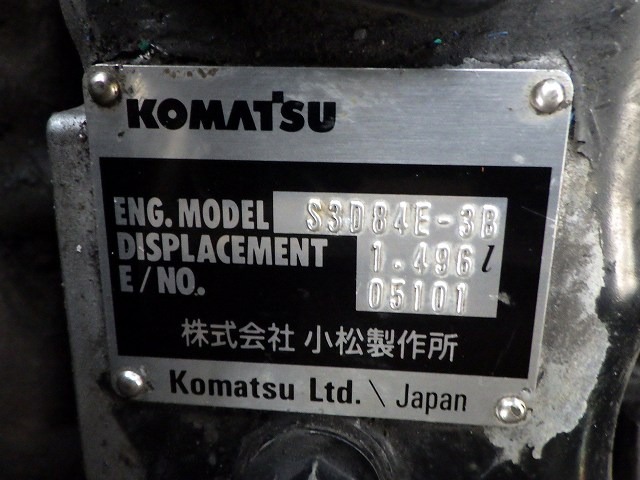 KOMATSU
ENG. MODEL S3D84E-3B
DISPLACEMENT 1.496 l
E/NO. 05101
株式会社 小松製作所
Komatsu Ltd. \ Japan